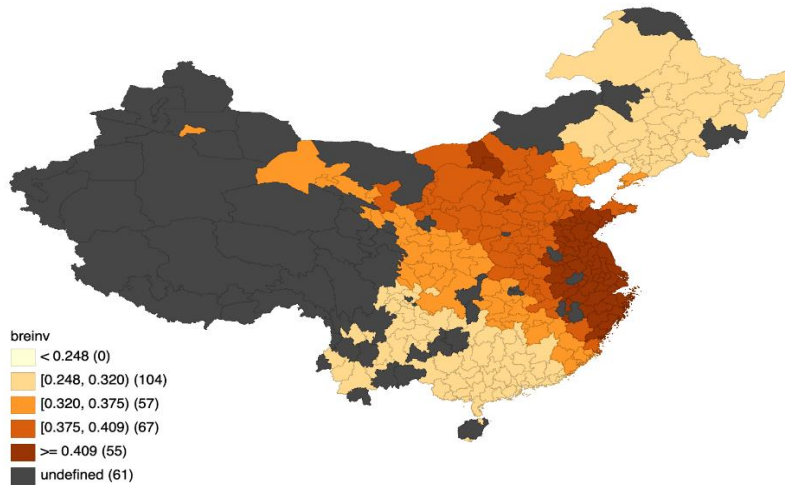 breinv
< 0.248 (0)
[0.248, 0.320) (104)
[0.320, 0.375) (57)
[0.375, 0.409) (67)
>= 0.409 (55)
undefined (61)